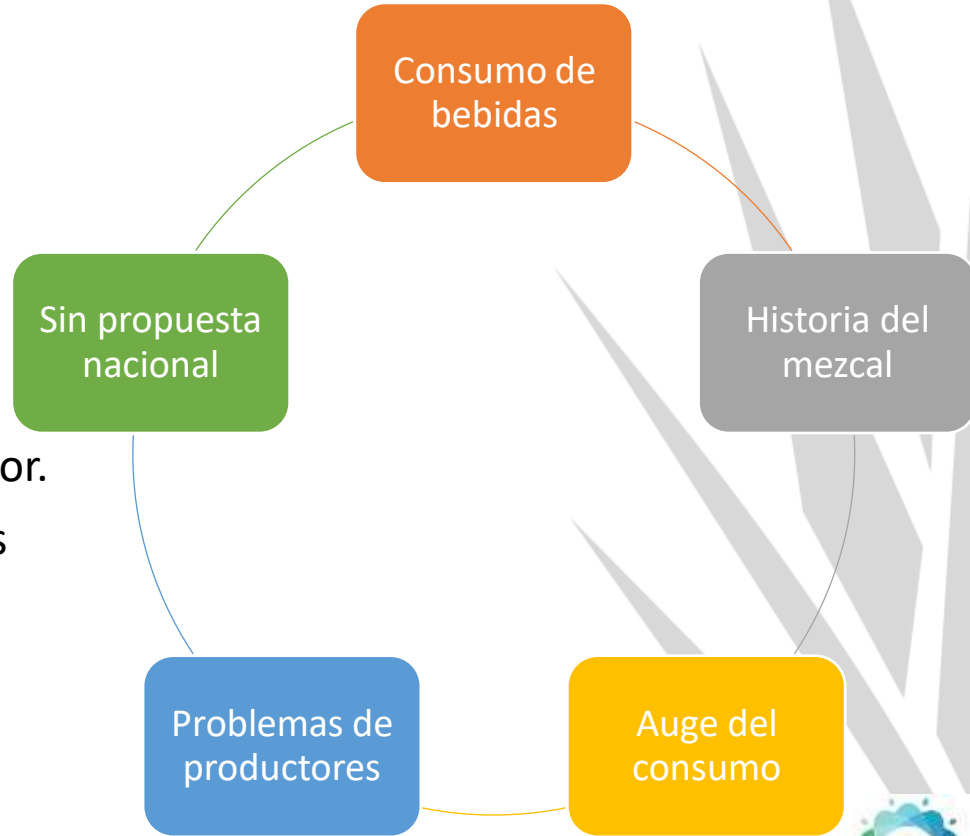 Consumo de
bebidas
Sin propuesta
nacional
Historia del
mezcal
or.
s
Problemas de
productores
Auge del
consumo